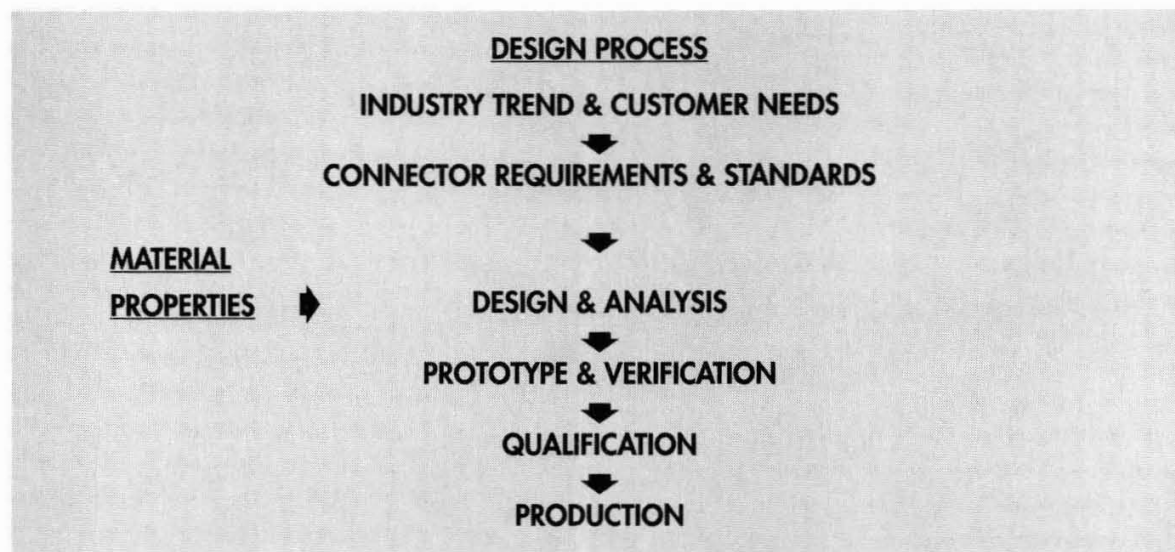 DESIGN PROCESS
INDUSTRY TREND & CUSTOMER NEEDS
CONNECTOR REQUIREMENTS & STANDARDS
MATERIAL
PROPERTIES
DESIGN & ANALYSIS
PROTOTYPE & VERIFICATION
QUALIFICATION
PRODUCTION